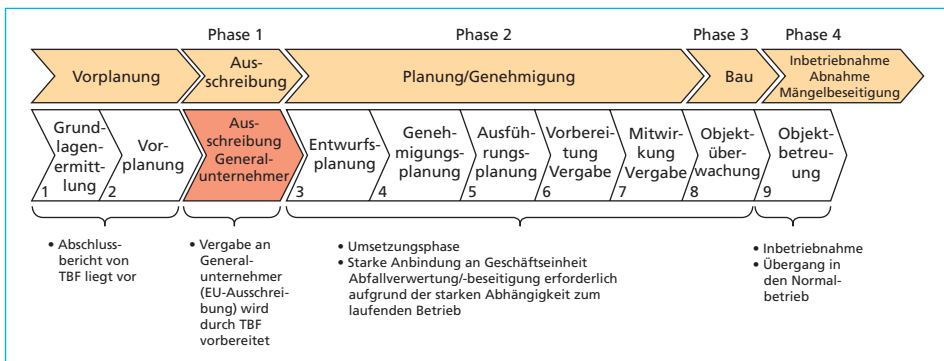 Phase 1
Phase 2
Phase 3
Phase 4
Vorplanung
Aus-
schreibung
Planung/Genehmigung
Bau
Inbetriebnahme
Abnahme
Mängelbeseitigung
Grund-
lagen-
ermitt-
lung
1
Vor-
planung
2
Aus-
schreibung
General-
unternehmer
Entwurfs-
planung
3
Geneh-
migungs-
planung
4
Ausfüh-
rungs-
planung
5
Vorberei-
tung
Vergabe
6
Mitwir-
kung
Vergabe
7
Objekt-
über-
wachung
8
Objekt-
betreu-
ung
9
• Abschluss-
bericht von
TBF liegt vor
• Vergabe an
General-
unternehmer
(EU-Ausschrei-
bung) wird
durch TBF
vorbereitet
• Umsetzungsphase
• Starke Anbindung an Geschäftseinheit
Abfallverwertung/-beseitigung erforderlich
aufgrund der starken Abhängigkeit zum
laufenden Betrieb
• Inbetriebnahme
• Übergang in
den Normal-
betrieb